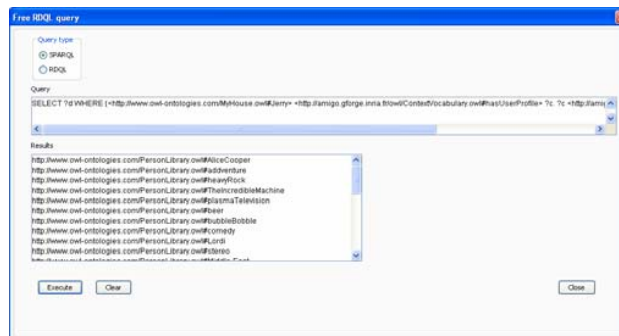 Free RDQL query
Query type
SPARQL
RDQL
Query
SELECT ?d WHERE {<http://www.owl-ontologies.com/MyHouse.owl#Jerry> <http://amigo.gforge.inria.fr/owl/ContextVocabulary.owl#hasUserProfile> ?c. ?c <http://amig
Results
http://www.owl-ontologies.com/PersonLibrary.owl#AliceCooper
http://www.owl-ontologies.com/PersonLibrary.owl#addventure
http://www.owl-ontologies.com/PersonLibrary.owl#heavyRock
http://www.owl-ontologies.com/PersonLibrary.owl#TheIncredibleMachine
http://www.owl-ontologies.com/PersonLibrary.owl#plasmaTelevision
http://www.owl-ontologies.com/PersonLibrary.owl#beer
http://www.owl-ontologies.com/PersonLibrary.owl#bubbleBobble
http://www.owl-ontologies.com/PersonLibrary.owl#comedy
http://www.owl-ontologies.com/PersonLibrary.owl#Lordi
http://www.owl-ontologies.com/PersonLibrary.owl#stereo
Execute Clear Close